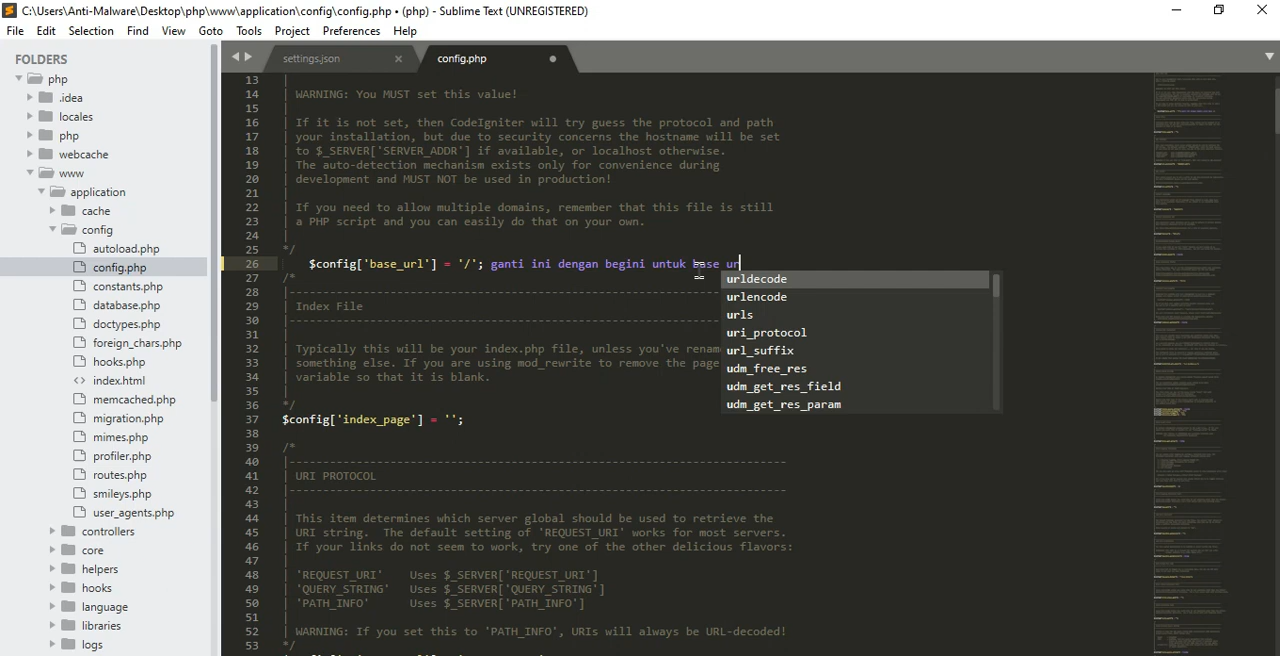 C:\Users\Anti-Malware\Desktop\php\www\application\config\config.php • (php) - Sublime Text (UNREGISTERED)
File Edit Selection Find View Goto Tools Project Preferences Help
FOLDERS
php
.idea
locales
php
webcache
www
application
cache
config
autoload.php
config.php
constants.php
database.php
doctypes.php
foreign_chars.php
hooks.php
index.html
memcached.php
migration.php
mimes.php
profiler.php
routes.php
smileys.php
user_agents.php
controllers
core
helpers
hooks
language
libraries
logs
settings.json config.php
13 |
14 | WARNING: You MUST set this value!
15 |
16 | If it is not set, then CodeIgniter will try guess the protocol and path
17 | your installation, but due to security concerns the hostname will be set
18 | to $_SERVER['SERVER_ADDR'] if available, or localhost otherwise.
19 | The auto-detection mechanism exists only for convenience during
20 | development and MUST NOT be used in production!
21 |
22 | If you need to allow multiple domains, remember that this file is still
23 | a PHP script and you can easily do that on your own.
24 |
25 */
26 $config['base_url'] = '/'; ganti ini dengan begini untuk base ur
27 /*
28 |--------------------------------------------------------------------------
29 | Index File
30 |--------------------------------------------------------------------------
31 |
32 | Typically this will be your index.php file, unless you've renam
33 | something else. If you are using mod_rewrite to remove the page
34 | variable so that it is blank.
35 |
36 */
37 $config['index_page'] = '';
38
39 /*
40 |--------------------------------------------------------------------------
41 | URI PROTOCOL
42 |--------------------------------------------------------------------------
43 |
44 | This item determines which server global should be used to retrieve the
45 | URI string. The default setting of 'REQUEST_URI' works for most servers.
46 | If your links do not seem to work, try one of the other delicious flavors:
47 |
48 | 'REQUEST_URI' Uses $_SERVER['REQUEST_URI']
49 | 'QUERY_STRING' Uses $_SERVER['QUERY_STRING']
50 | 'PATH_INFO' Uses $_SERVER['PATH_INFO']
51 |
52 | WARNING: If you set this to 'PATH_INFO', URIs will always be URL-decoded!
53 */
urldecode
urlencode
urls
uri_protocol
url_suffix
udm_free_res
udm_get_res_field
udm_get_res_param